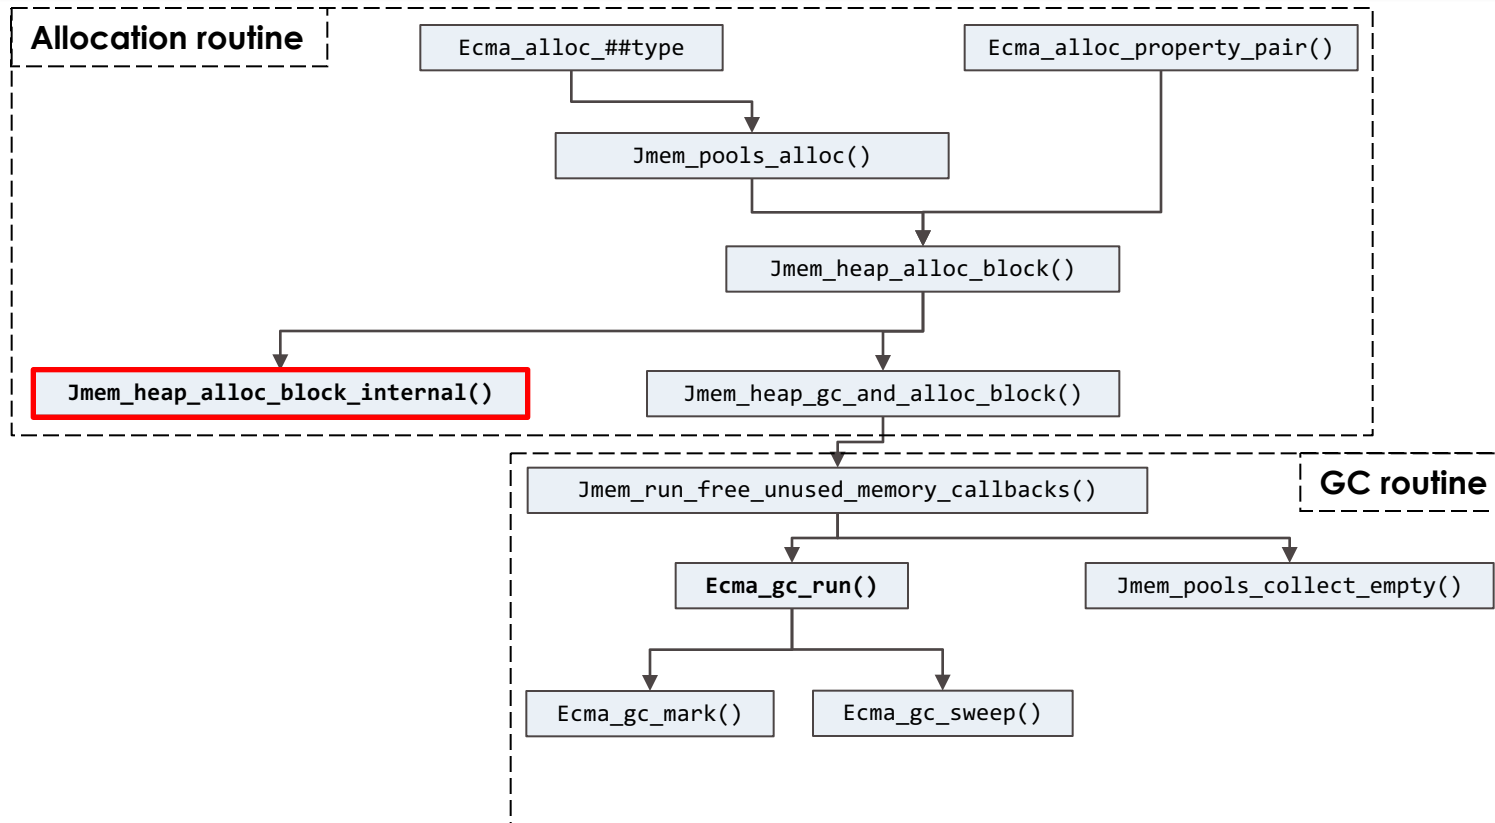 Allocation routine
Ecma_alloc_##type
Ecma_alloc_property_pair()
Jmem_pools_alloc()
Jmem_heap_alloc_block()
Jmem_heap_alloc_block_internal()
Jmem_heap_gc_and_alloc_block()
Jmem_run_free_unused_memory_callbacks()
GC routine
Ecma_gc_run()
Jmem_pools_collect_empty()
Ecma_gc_mark()
Ecma_gc_sweep()